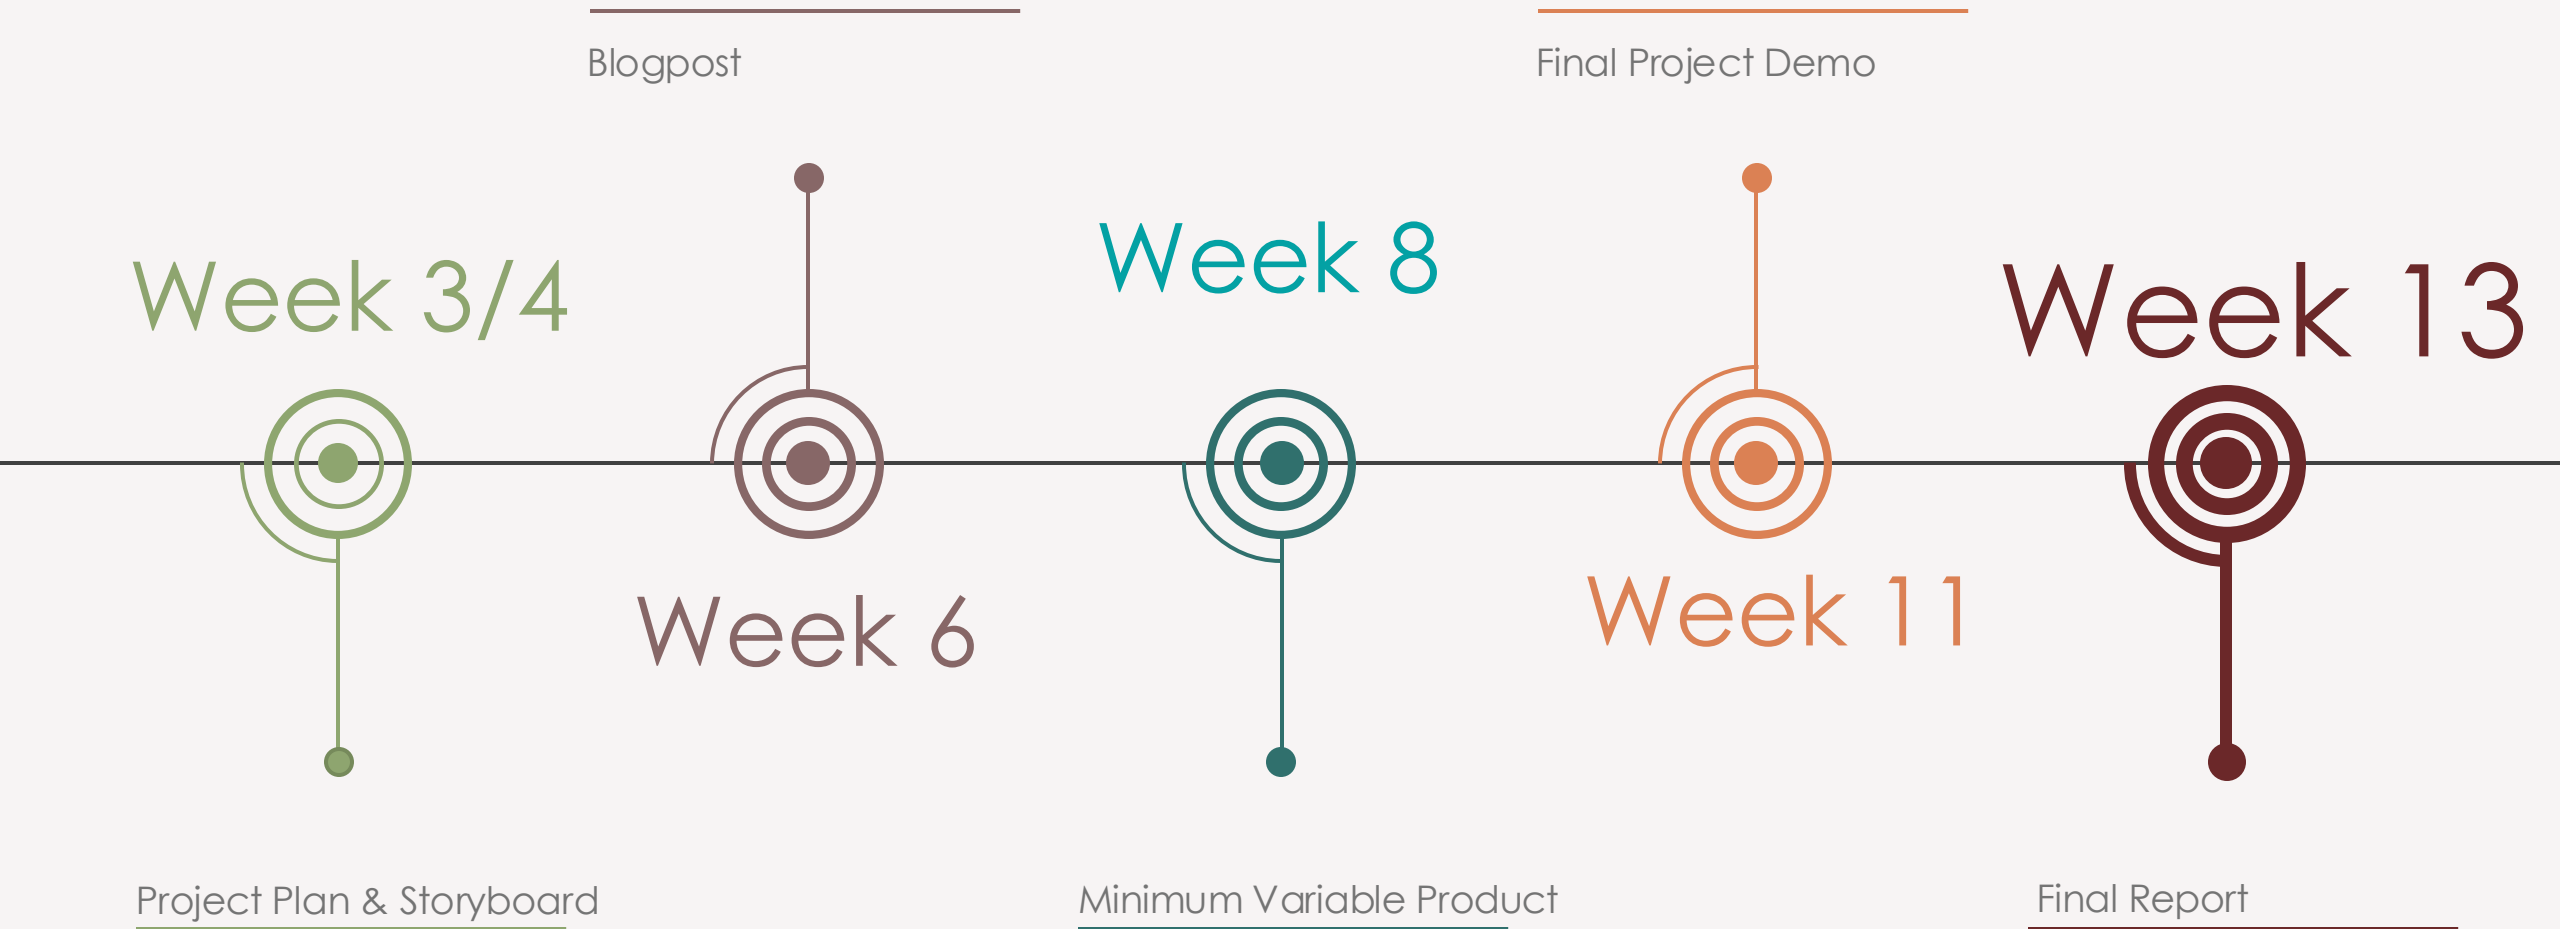 Blogpost
Final Project Demo
Week 3/4
Week 8
Week 13
Week 6
Week 11
Project Plan & Storyboard
Minimum Variable Product
Final Report